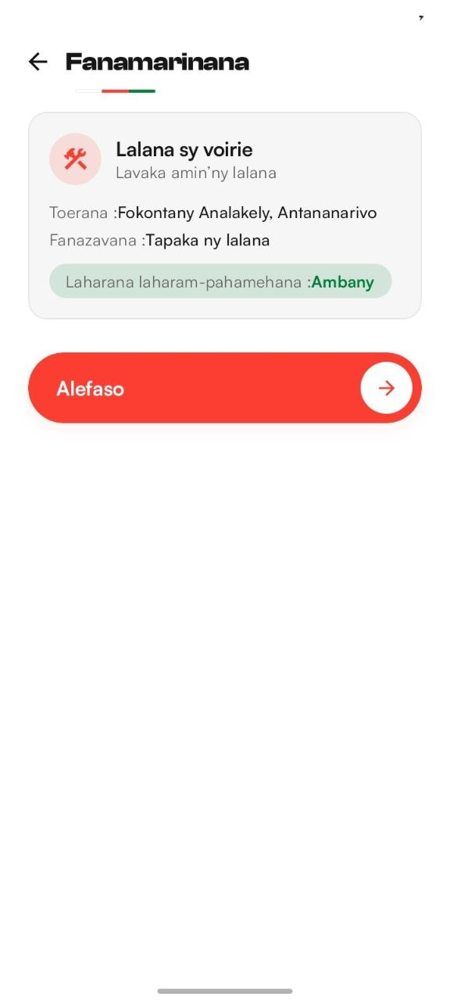 Fanamarinana
Lalana sy voirie
Lavaka amin’ny lalana
Toerana :Fokontany Analakely, Antananarivo
Fanazavana :Tapaka ny lalana
Laharana laharam-pahamehana :Ambany
Alefaso